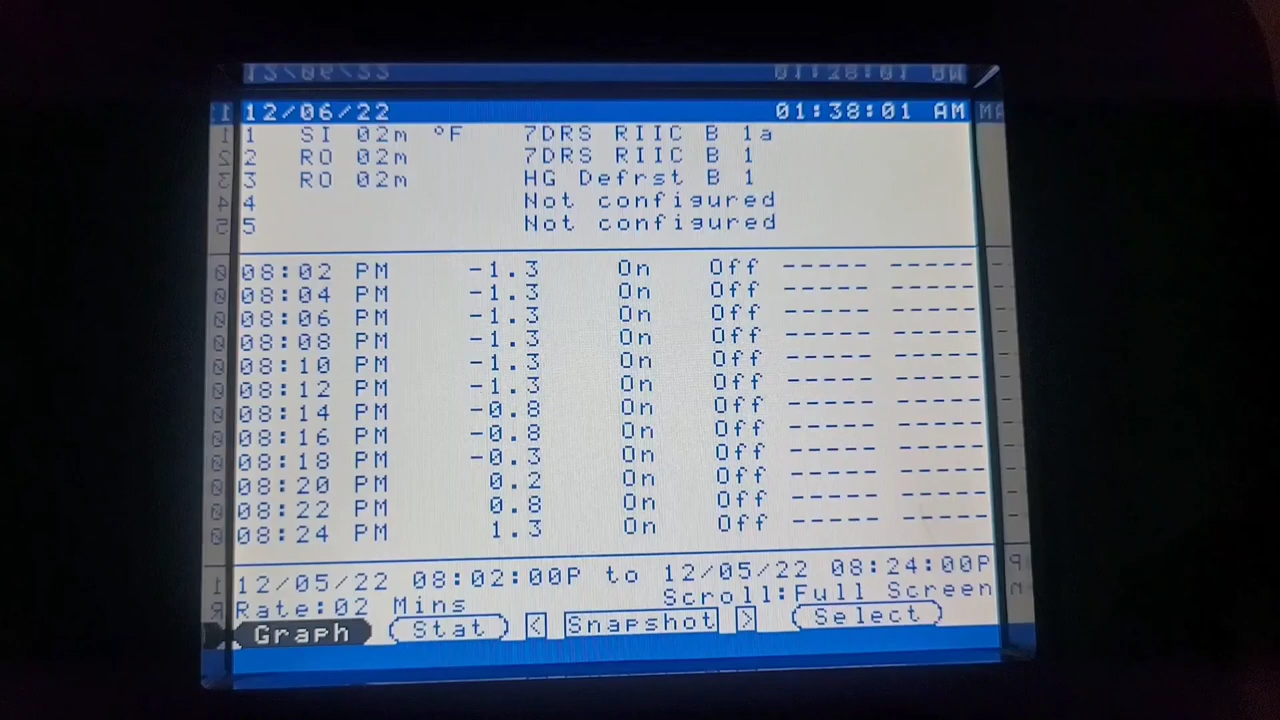 12/06/22 01:38:01 AM
1 SI 02m °F 7DRS RIIC B 1a
2 RO 02m 7DRS RIIC B 1
3 RO 02m HG Defrst B 1
4 Not configured
5 Not configured
08:02 PM -1.3 On Off ----- -----
08:04 PM -1.3 On Off ----- -----
08:06 PM -1.3 On Off ----- -----
08:08 PM -1.3 On Off ----- -----
08:10 PM -1.3 On Off ----- -----
08:12 PM -1.3 On Off ----- -----
08:14 PM -0.8 On Off ----- -----
08:16 PM -0.8 On Off ----- -----
08:18 PM -0.3 On Off ----- -----
08:20 PM 0.2 On Off ----- -----
08:22 PM 0.8 On Off ----- -----
08:24 PM 1.3 On Off ----- -----
12/05/22 08:02:00P to 12/05/22 08:24:00P
Rate:02 Mins Scroll:Full Screen
Graph Stat < Snapshot > Select